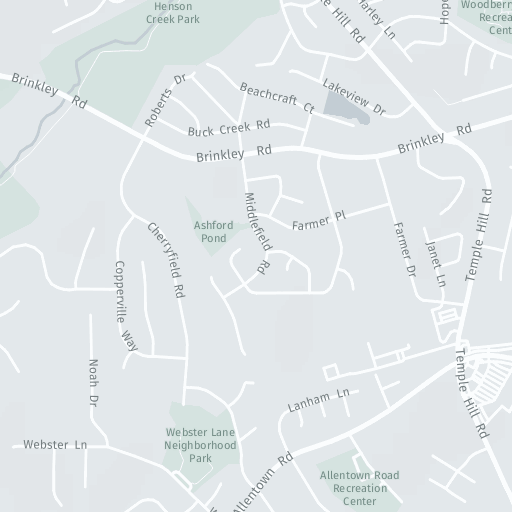 Henson
Creek Park
Harley Ln
Woodberry
Recrea
Cent
Temple Hill Rd
Brinkley Rd
Roberts Dr
Beachcraft Ct
Lakeview Dr
Buck Creek Rd
Brinkley Rd
Brinkley Rd
Middlefield Rd
Ashford
Pond
Farmer Pl
Farmer Dr
Janet Ln
Temple Hill Rd
Cherryfield Rd
Copperville Way
Noah Dr
Temple Hill Rd
Lanham Ln
Webster Ln
Webster Lane
Neighborhood
Park
Allentown Rd
Allentown Road
Recreation
Center